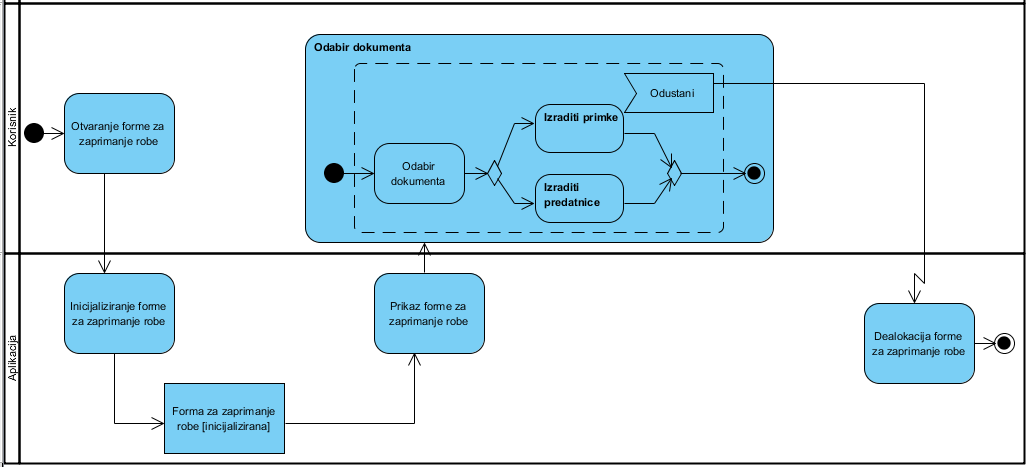 Korisnik
Otvaranje forme za
zaprimanje robe
Odabir dokumenta
Odustani
Izraditi primke
Odabir
dokumenta
Izraditi
predatnice
Aplikacija
Inicijaliziranje forme
za zaprimanje robe
Prikaz forme za
zaprimanje robe
Dealokacija forme
za zaprimanje robe
Forma za zaprimanje
robe [inicijalizirana]